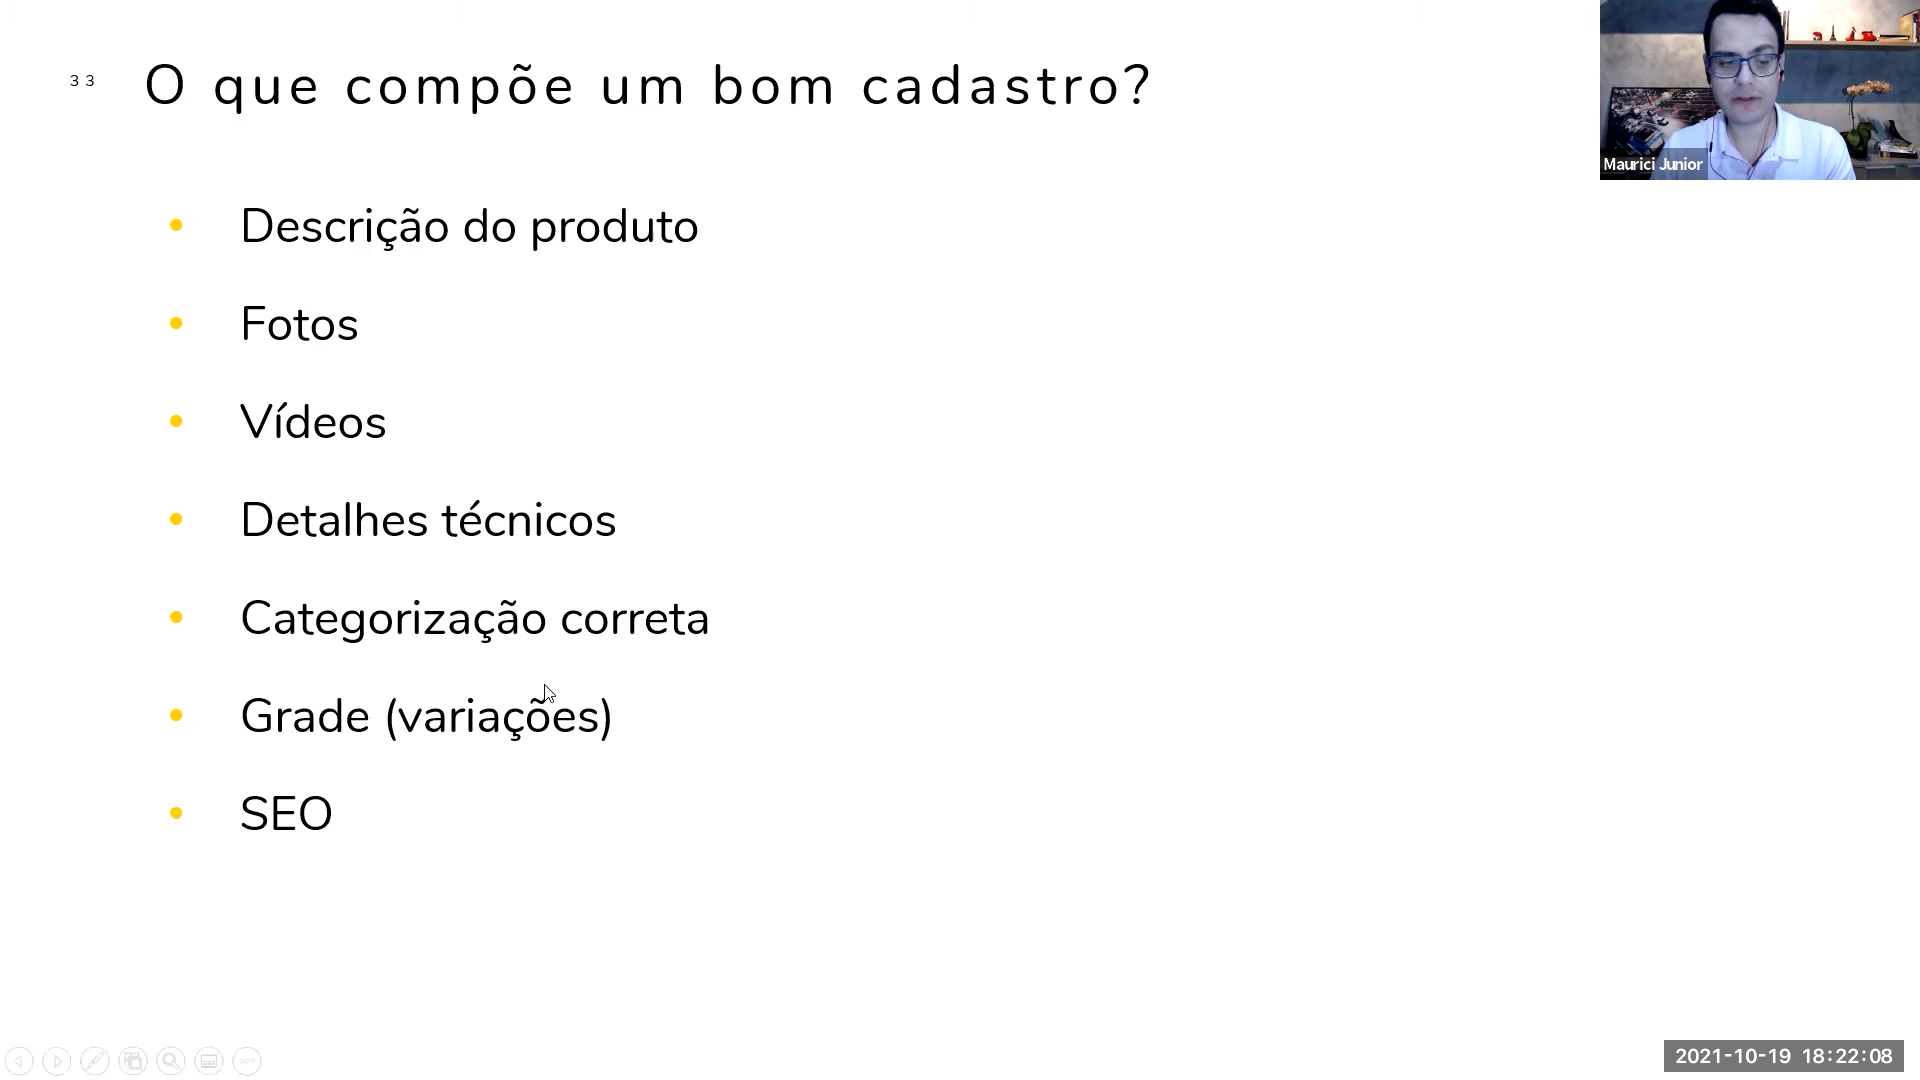 33
O que compõe um bom cadastro?
Maurici Junior
• Descrição do produto
• Fotos
• Vídeos
• Detalhes técnicos
• Categorização correta
• Grade (variações)
• SEO
2021-10-19 18:22:08